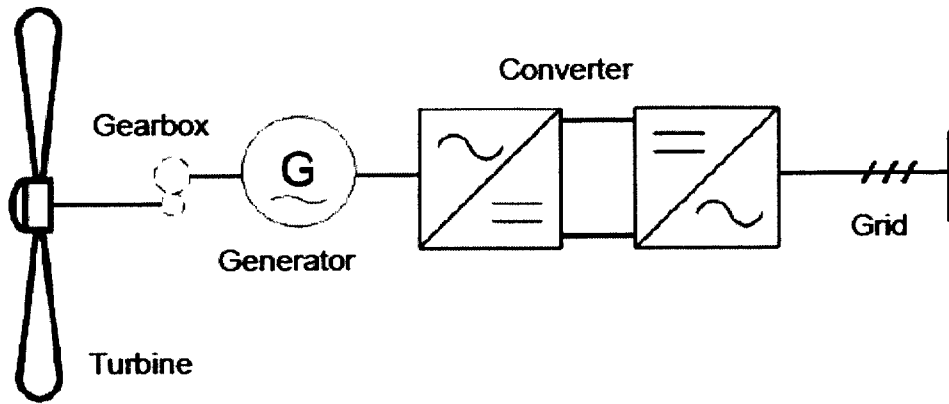 Converter
Gearbox
G
Generator
Grid
Turbine